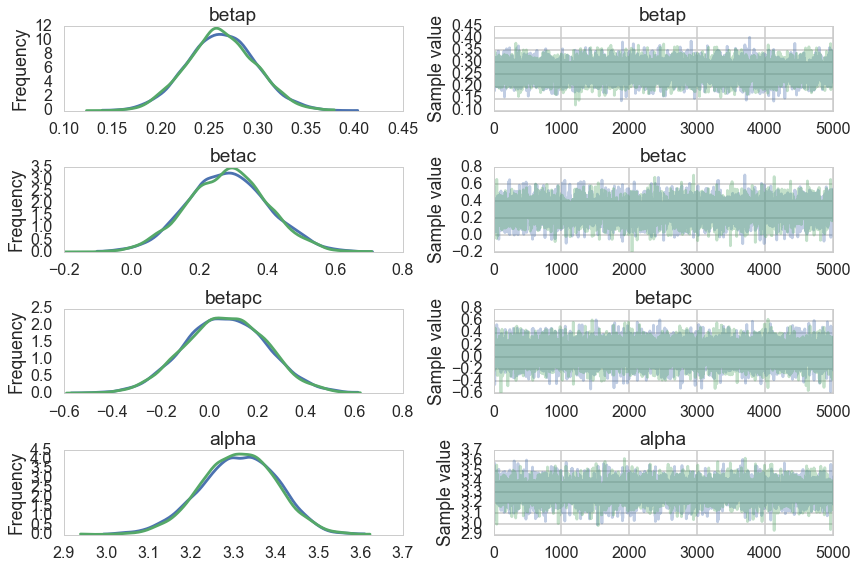 betap
Frequency
12
10
8
6
4
2
0
0.10 0.15 0.20 0.25 0.30 0.35 0.40 0.45
betap
Sample value
0.45
0.40
0.35
0.30
0.25
0.20
0.15
0.10
0 1000 2000 3000 4000 5000
betac
Frequency
3.5
3.0
2.5
2.0
1.5
1.0
0.5
0.0
−0.2 0.0 0.2 0.4 0.6 0.8
betac
Sample value
0.8
0.6
0.4
0.2
0.0
−0.2
0 1000 2000 3000 4000 5000
betapc
Frequency
2.5
2.0
1.5
1.0
0.5
0.0
−0.6 −0.4 −0.2 0.0 0.2 0.4 0.6 0.8
betapc
Sample value
0.8
0.6
0.4
0.2
0.0
−0.2
−0.4
−0.6
0 1000 2000 3000 4000 5000
alpha
Frequency
4.5
4.0
3.5
3.0
2.5
2.0
1.5
1.0
0.5
0.0
2.9 3.0 3.1 3.2 3.3 3.4 3.5 3.6 3.7
alpha
Sample value
3.7
3.6
3.5
3.4
3.3
3.2
3.1
3.0
2.9
0 1000 2000 3000 4000 5000